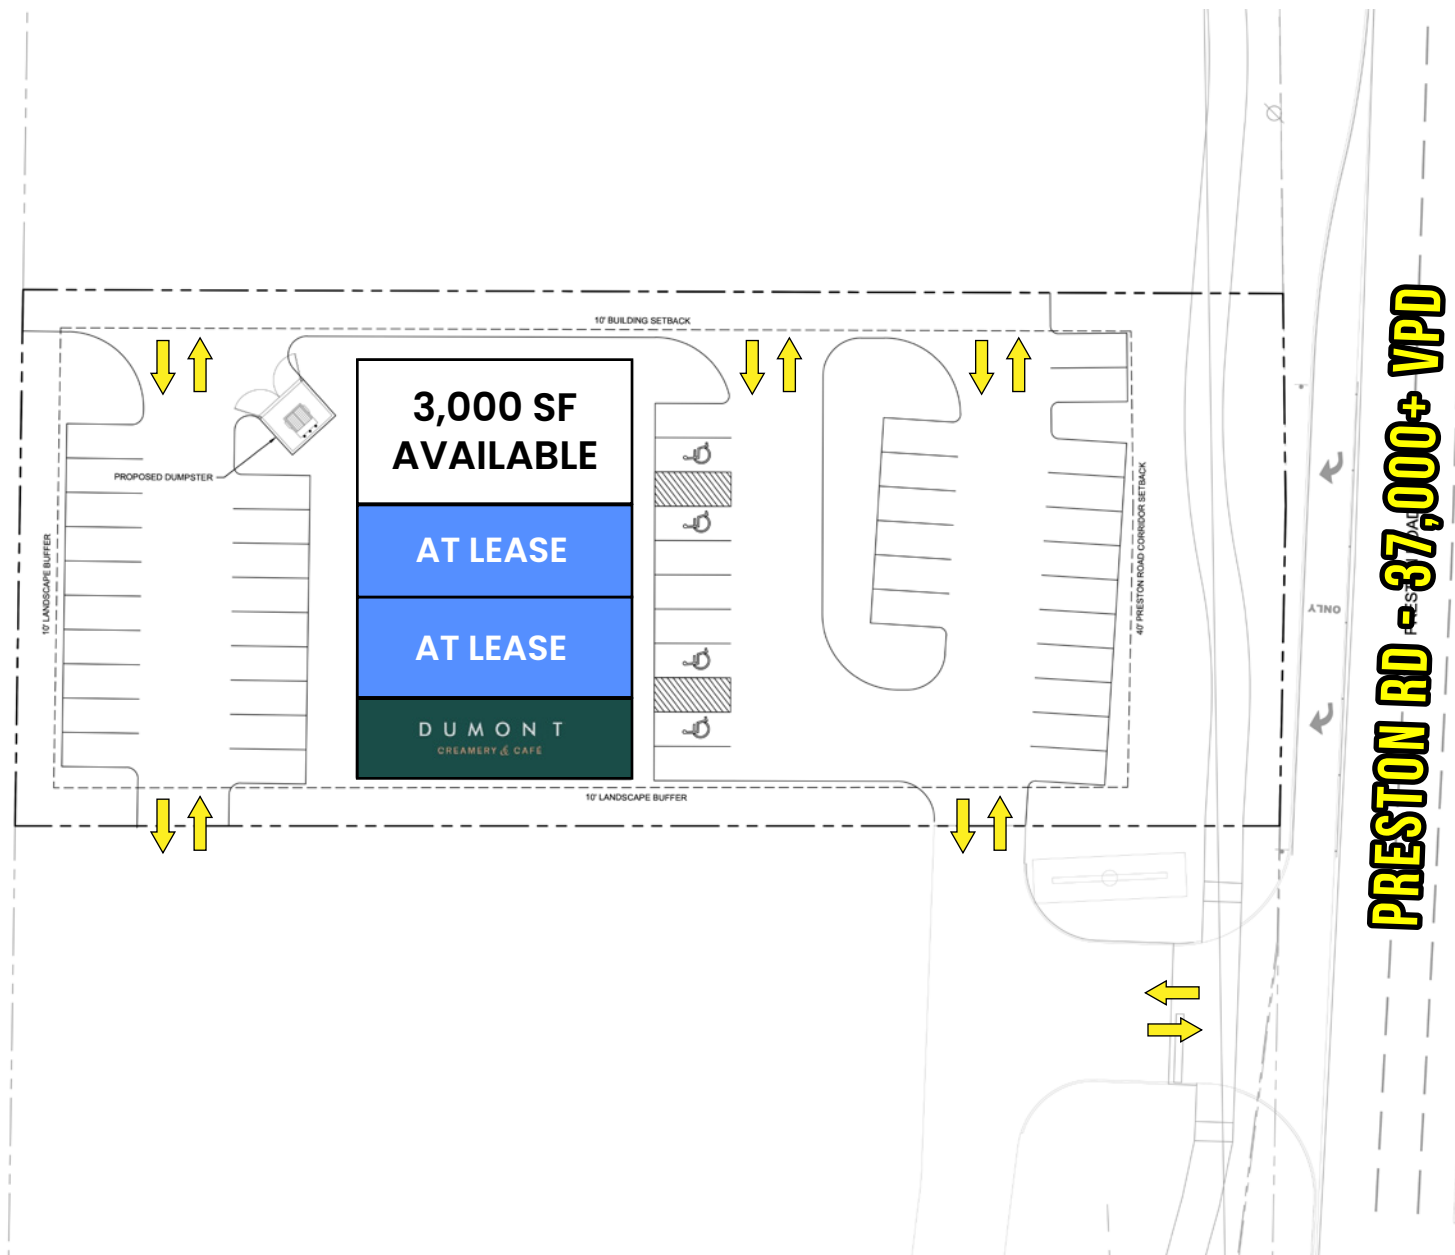 10' BUILDING SETBACK
3,000 SF
AVAILABLE
PROPOSED DUMPSTER
AT LEASE
AT LEASE
DUMONT
CREAMERY & CAFÉ
10' LANDSCAPE BUFFER
10' LANDSCAPE BUFFER
40' PRESTON ROAD CORRIDOR SETBACK
ONLY
PRESTON RD - 37,000+ VPD